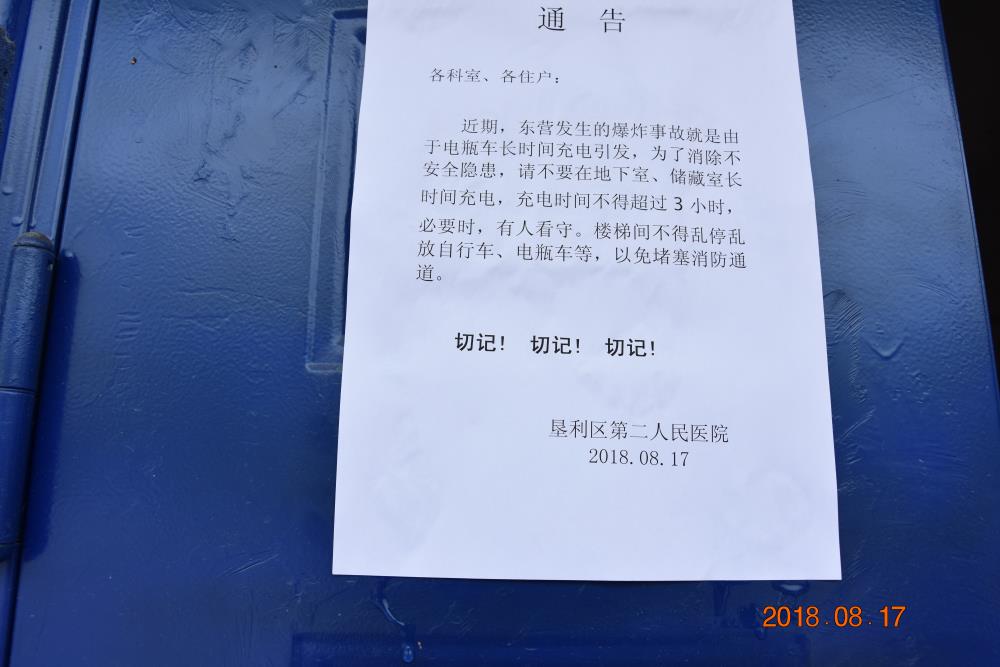 通 告
各科室、各住户：
近期，东营发生的爆炸事故就是由
于电瓶车长时间充电引发，为了消除不
安全隐患，请不要在地下室、储藏室长
时间充电，充电时间不得超过 3 小时，
必要时，有人看守。楼梯间不得乱停乱
放自行车、电瓶车等，以免堵塞消防通
道。
切记！ 切记！ 切记！
垦利区第二人民医院
2018.08.17
2018.08.17